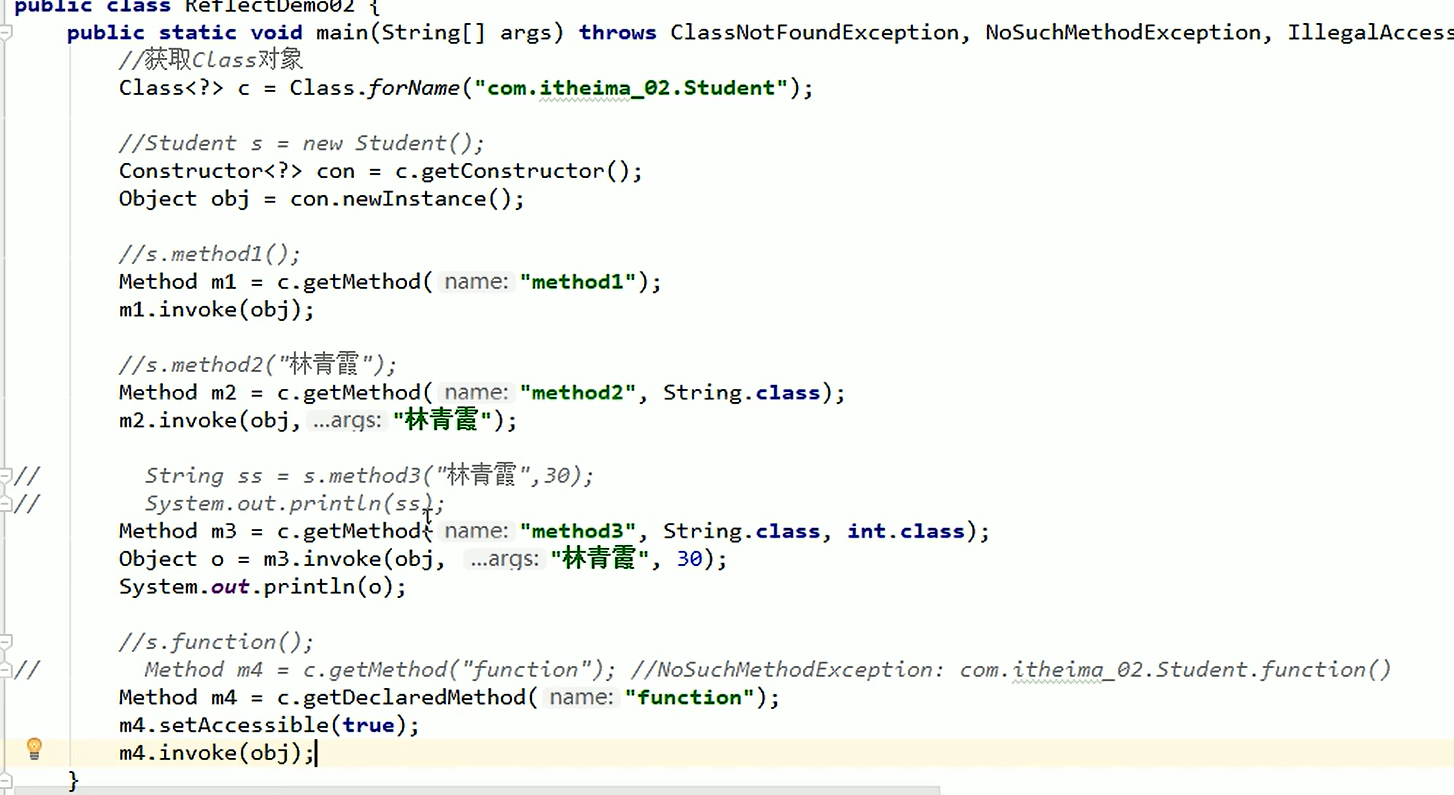 public class ReflectDemo02 {
public static void main(String[] args) throws ClassNotFoundException, NoSuchMethodException, IllegalAccess
//获取Class对象
Class<?> c = Class.forName("com.itheima_02.Student");
//Student s = new Student();
Constructor<?> con = c.getConstructor();
Object obj = con.newInstance();
//s.method1();
Method m1 = c.getMethod( name: "method1");
m1.invoke(obj);
//s.method2("林青霞");
Method m2 = c.getMethod( name: "method2", String.class);
m2.invoke(obj, ...args: "林青霞");
// String ss = s.method3("林青霞",30);
// System.out.println(ss);
Method m3 = c.getMethod( name: "method3", String.class, int.class);
Object o = m3.invoke(obj, ...args: "林青霞", 30);
System.out.println(o);
//s.function();
// Method m4 = c.getMethod("function"); //NoSuchMethodException: com.itheima_02.Student.function()
Method m4 = c.getDeclaredMethod( name: "function");
m4.setAccessible(true);
m4.invoke(obj);
}